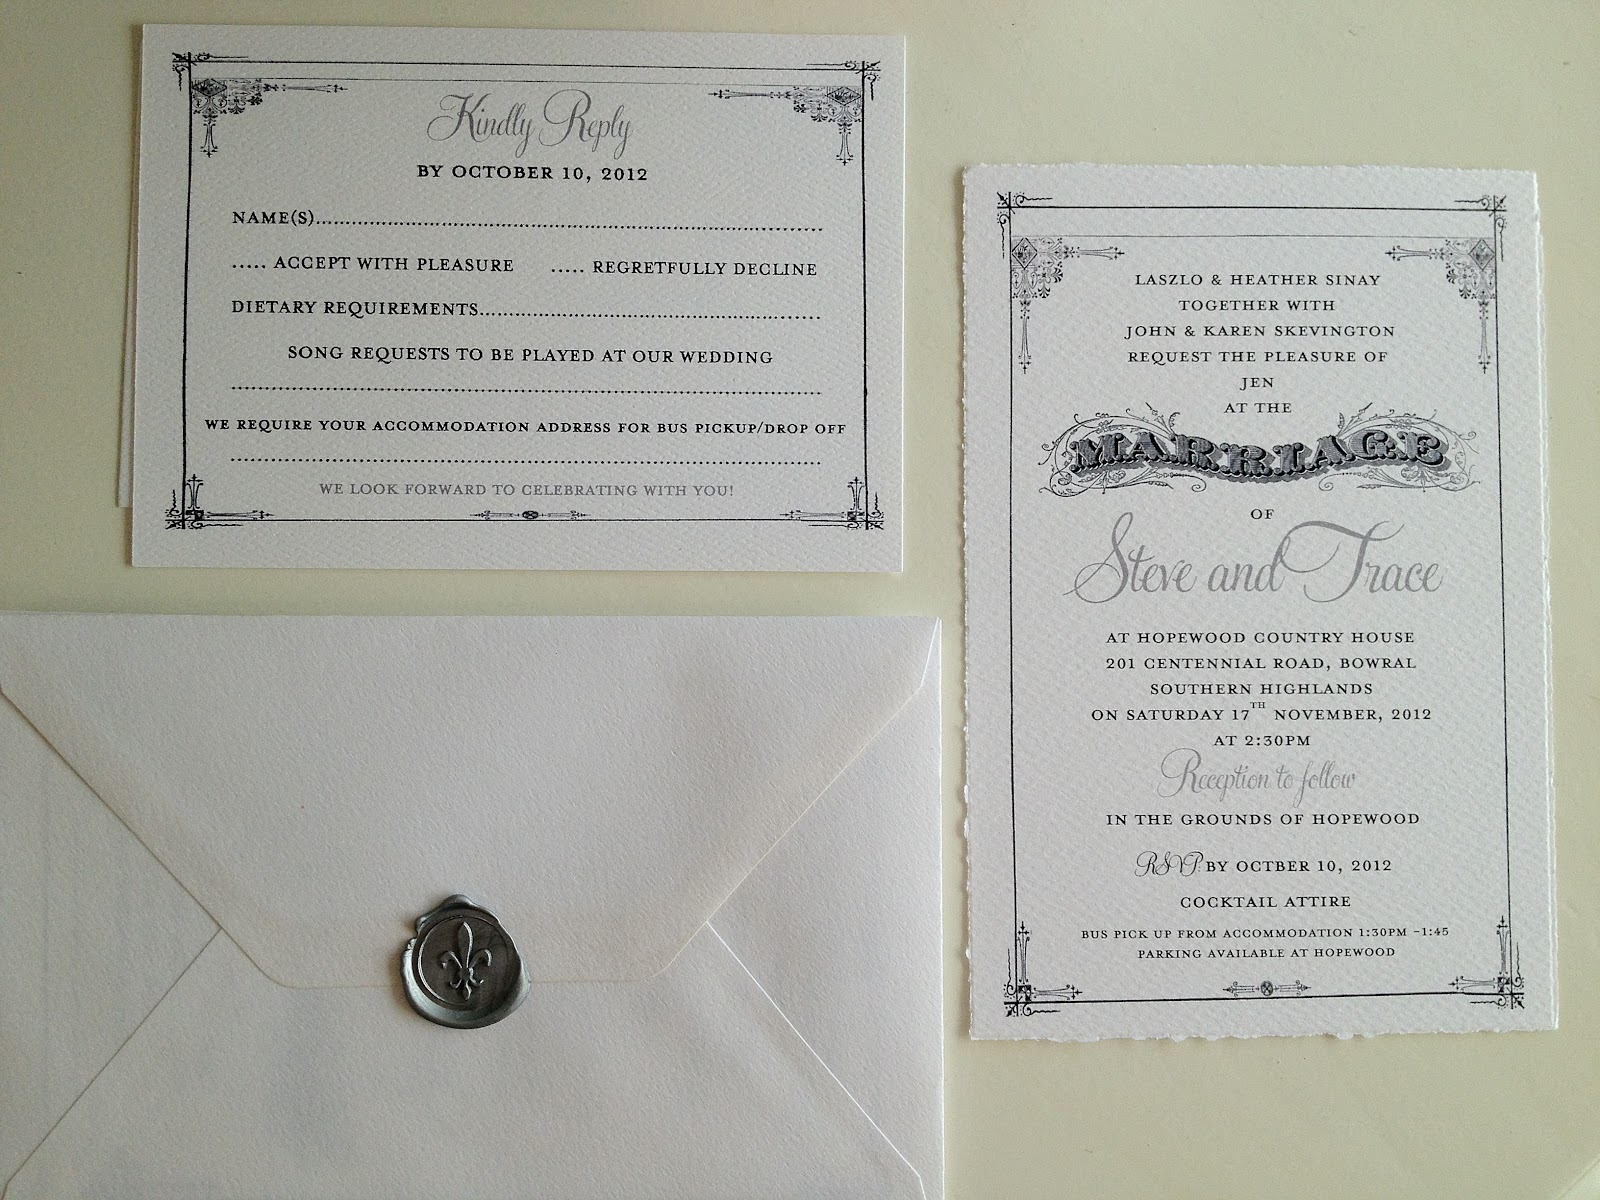 Kindly Reply
BY OCTOBER 10, 2012
NAME(S)..............................................................................................
..... ACCEPT WITH PLEASURE ..... REGRETFULLY DECLINE
DIETARY REQUIREMENTS..............................................................
SONG REQUESTS TO BE PLAYED AT OUR WEDDING
..............................................................................................................
WE REQUIRE YOUR ACCOMMODATION ADDRESS FOR BUS PICKUP/DROP OFF
..............................................................................................................
WE LOOK FORWARD TO CELEBRATING WITH YOU!
LASZLO & HEATHER SINAY
TOGETHER WITH
JOHN & KAREN SKEVINGTON
REQUEST THE PLEASURE OF
JEN
AT THE
MARRIAGE
OF
Steve and Trace
AT HOPEWOOD COUNTRY HOUSE
201 CENTENNIAL ROAD, BOWRAL
SOUTHERN HIGHLANDS
ON SATURDAY 17TH NOVEMBER, 2012
AT 2:30PM
Reception to follow
IN THE GROUNDS OF HOPEWOOD
RSVP BY OCTBER 10, 2012
COCKTAIL ATTIRE
BUS PICK UP FROM ACCOMMODATION 1:30PM -1:45
PARKING AVAILABLE AT HOPEWOOD